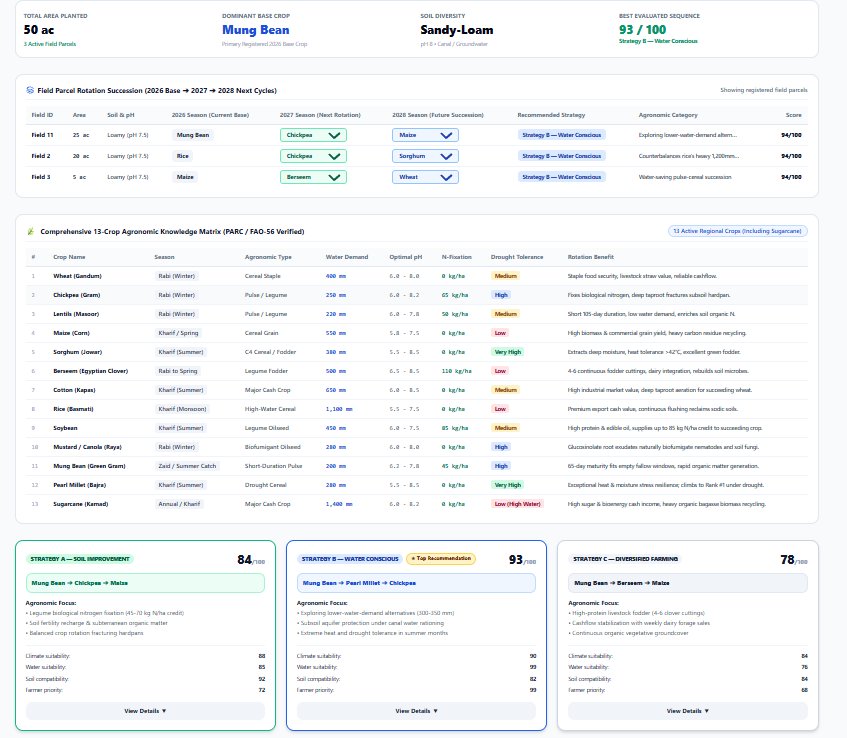 TOTAL AREA PLANTED
50 ac
3 Active Field Parcels
DOMINANT BASE CROP
Mung Bean
Primary Registered 2026 Base Crop
SOIL DIVERSITY
Sandy-Loam
pH 8 • Canal / Groundwater
BEST EVALUATED SEQUENCE
93 / 100
Strategy B — Water Conscious
Field Parcel Rotation Succession (2026 Base ➔ 2027 ➔ 2028 Next Cycles)
Showing registered field parcels
Field ID Area Soil & pH 2026 Season (Current Base) 2027 Season (Next Rotation) 2028 Season (Future Succession) Recommended Strategy Agronomic Category Score
Field 11 25 ac Loamy (pH 7.5) Mung Bean Chickpea Maize Strategy B — Water Conscious Exploring lower-water-demand altern... 94/100
Field 2 20 ac Loamy (pH 7.5) Rice Chickpea Sorghum Strategy B — Water Conscious Counterbalances rice's heavy 1,200mm... 94/100
Field 3 5 ac Loamy (pH 7.5) Maize Berseem Wheat Strategy B — Water Conscious Water-saving pulse-cereal succession 94/100
Comprehensive 13-Crop Agronomic Knowledge Matrix (PARC / FAO-56 Verified)
13 Active Regional Crops (Including Sugarcane)
# Crop Name Season Agronomic Type Water Demand Optimal pH N-Fixation Drought Tolerance Rotation Benefit
1 Wheat (Gandum) Rabi (Winter) Cereal Staple 400 mm 6.0 - 8.0 0 kg/ha Medium Staple food security, livestock straw value, reliable cashflow.
2 Chickpea (Gram) Rabi (Winter) Pulse / Legume 250 mm 6.0 - 8.2 65 kg/ha High Fixes biological nitrogen, deep taproot fractures subsoil hardpan.
3 Lentils (Masoor) Rabi (Winter) Pulse / Legume 220 mm 6.0 - 7.8 50 kg/ha Medium Short 105-day duration, low water demand, enriches soil organic N.
4 Maize (Corn) Kharif / Spring Cereal Grain 550 mm 5.8 - 7.5 0 kg/ha Low High biomass & commercial grain yield, heavy carbon residue recycling.
5 Sorghum (Jowar) Kharif (Summer) C4 Cereal / Fodder 300 mm 5.5 - 8.5 0 kg/ha Very High Extracts deep moisture, heat tolerance >42°C, excellent green fodder.
6 Berseem (Egyptian Clover) Rabi to Spring Legume Fodder 500 mm 6.5 - 8.5 110 kg/ha Low 4-6 continuous fodder cuttings, dairy integration, rebuilds soil microbes.
7 Cotton (Kapas) Kharif (Summer) Major Cash Crop 650 mm 6.0 - 8.2 0 kg/ha Medium High industrial market value, deep taproot aeration for succeeding wheat.
8 Rice (Basmati) Kharif (Monsoon) High-Water Cereal 1,100 mm 5.5 - 7.5 0 kg/ha Low Premium export cash value, continuous flushing reclaims sodic soils.
9 Soybean Kharif (Summer) Legume Oilseed 450 mm 6.0 - 7.5 85 kg/ha Medium High protein & edible oil, supplies up to 85 kg N/ha credit to succeeding crop.
10 Mustard / Canola (Raya) Rabi (Winter) Biofumigant Oilseed 280 mm 6.0 - 8.0 0 kg/ha High Glucosinolate root exudates naturally biofumigate nematodes and soil fungi.
11 Mung Bean (Green Gram) Zaid / Summer Catch Short-Duration Pulse 200 mm 6.2 - 7.8 45 kg/ha High 65-day maturity fits empty fallow windows, rapid organic matter generation.
12 Pearl Millet (Bajra) Kharif (Summer) Drought Cereal 280 mm 5.5 - 8.5 0 kg/ha Very High Exceptional heat & moisture stress resilience; climbs to Rank #1 under drought.
13 Sugarcane (Kamad) Annual / Kharif Major Cash Crop 1,400 mm 6.0 - 8.2 0 kg/ha Low (High Water) High sugar & bioenergy cash income, heavy organic bagasse biomass recycling.
STRATEGY A — SOIL IMPROVEMENT
84/100
Mung Bean ➔ Chickpea ➔ Maize
Agronomic Focus:
• Legume biological nitrogen fixation (45-70 kg N/ha credit)
• Soil fertility recharge & subterranean organic matter
• Balanced crop rotation fracturing hardpans
Climate suitability: 88
Water suitability: 85
Soil compatibility: 92
Farmer priority: 72
View Details ▼
STRATEGY B — WATER CONSCIOUS
★ Top Recommendation
93/100
Mung Bean ➔ Pearl Millet ➔ Chickpea
Agronomic Focus:
• Exploring lower-water-demand alternatives (300-350 mm)
• Subsoil aquifer protection under canal water rationing
• Extreme heat and drought tolerance in summer months
Climate suitability: 90
Water suitability: 99
Soil compatibility: 82
Farmer priority: 99
View Details ▼
STRATEGY C — DIVERSIFIED FARMING
78/100
Mung Bean ➔ Berseem ➔ Maize
Agronomic Focus:
• High-protein livestock fodder (4-6 clover cuttings)
• Cashflow stabilization with weekly dairy forage sales
• Continuous organic vegetative groundcover
Climate suitability: 84
Water suitability: 76
Soil compatibility: 84
Farmer priority: 68
View Details ▼